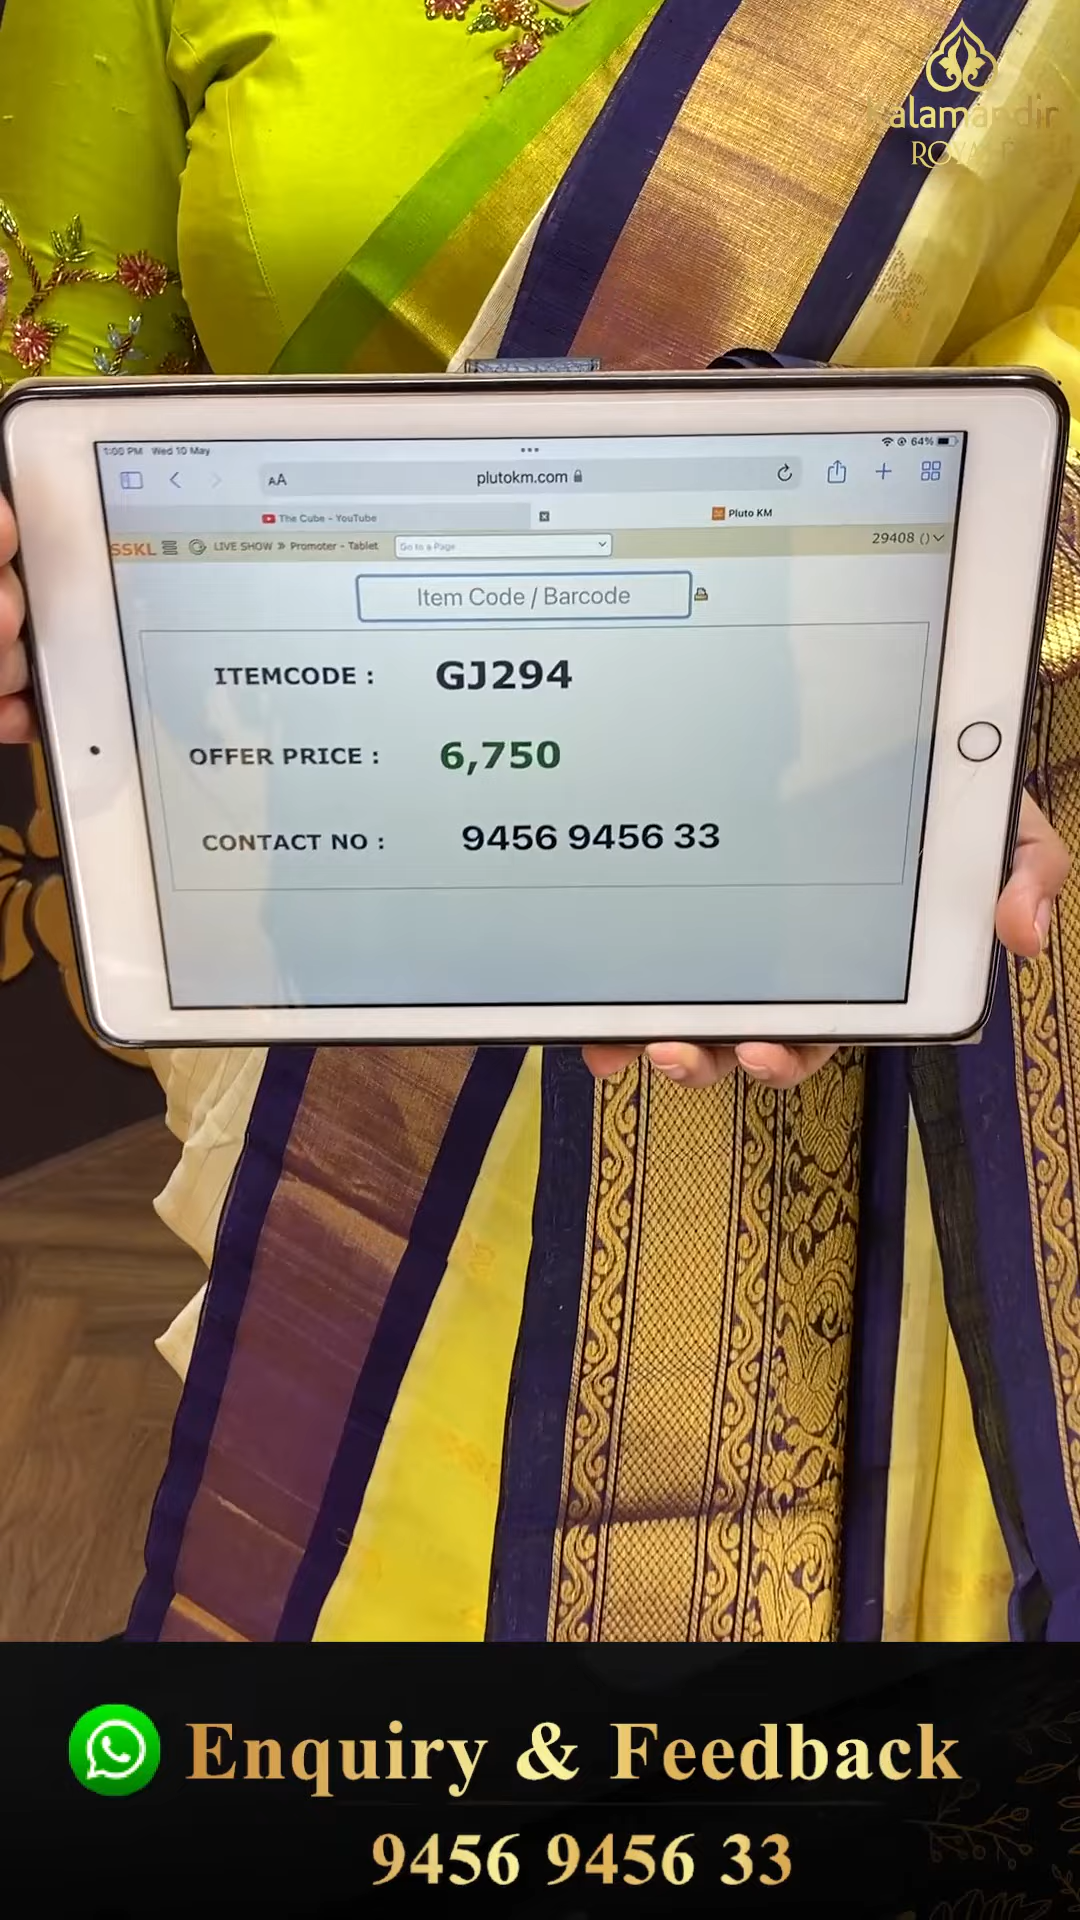 Kalamandir
ROYALE
1:00 PM Wed 10 May
64%
AA
plutokm.com
The Cube - YouTube
Pluto KM
SSKL
LIVE SHOW » Promoter - Tablet
Go to a Page
29408 ()
Item Code / Barcode
ITEMCODE : GJ294
OFFER PRICE : 6,750
CONTACT NO : 9456 9456 33
Enquiry & Feedback
9456 9456 33